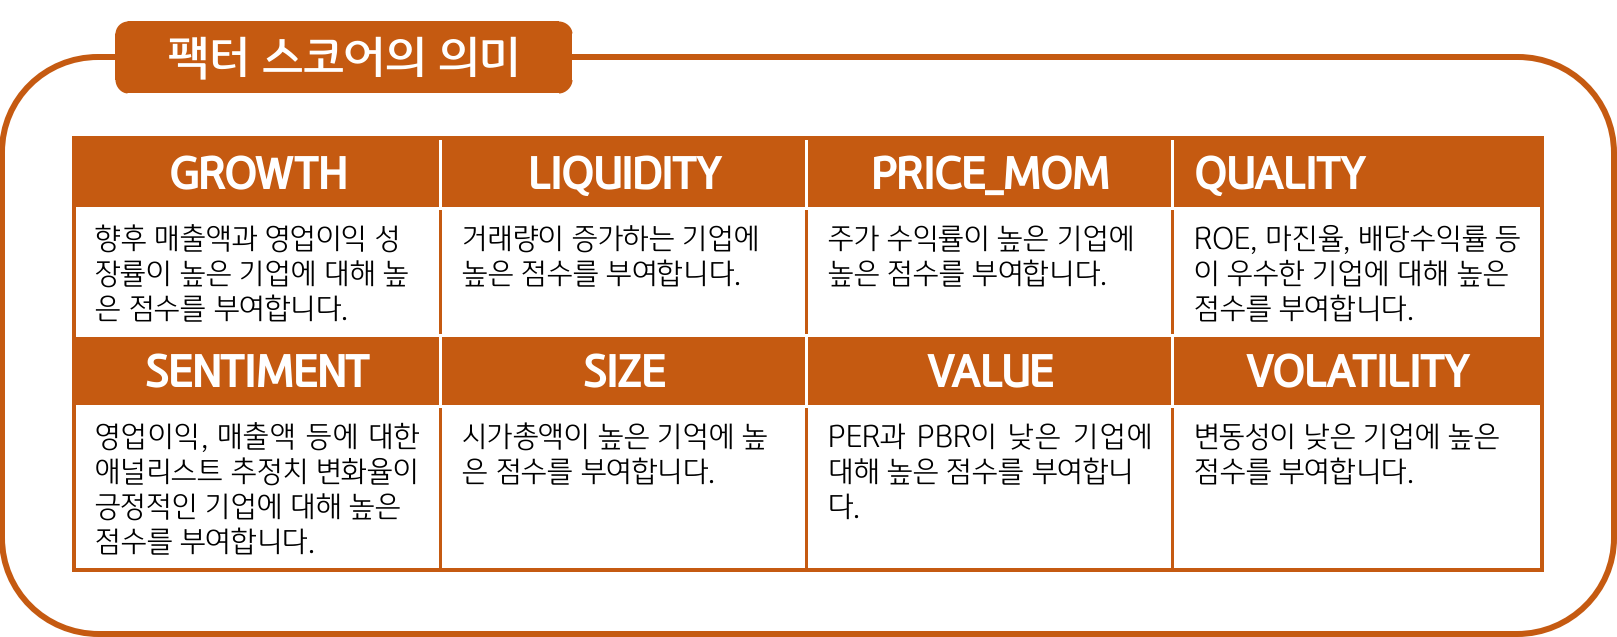 팩터 스코어의 의미
GROWTH
LIQUIDITY
PRICE_MOM
QUALITY
향후 매출액과 영업이익 성
장률이 높은 기업에 대해 높
은 점수를 부여합니다.
거래량이 증가하는 기업에
높은 점수를 부여합니다.
주가 수익률이 높은 기업에
높은 점수를 부여합니다.
ROE, 마진율, 배당수익률 등
이 우수한 기업에 대해 높은
점수를 부여합니다.
SENTIMENT
SIZE
VALUE
VOLATILITY
영업이익, 매출액 등에 대한
애널리스트 추정치 변화율이
긍정적인 기업에 대해 높은
점수를 부여합니다.
시가총액이 높은 기억에 높
은 점수를 부여합니다.
PER과 PBR이 낮은 기업에
대해 높은 점수를 부여합니
다.
변동성이 낮은 기업에 높은
점수를 부여합니다.